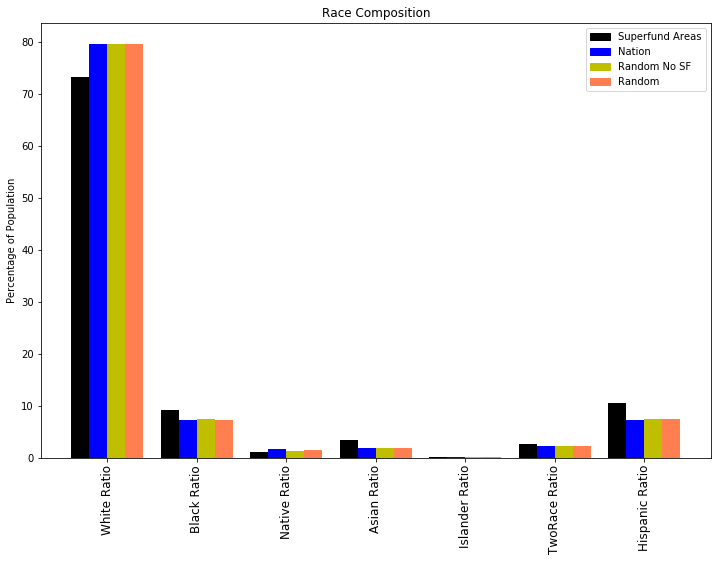 Race Composition
Superfund Areas
Nation
Random No SF
Random
Percentage of Population
80
70
60
50
40
30
20
10
0
White Ratio
Black Ratio
Native Ratio
Asian Ratio
Islander Ratio
TwoRace Ratio
Hispanic Ratio